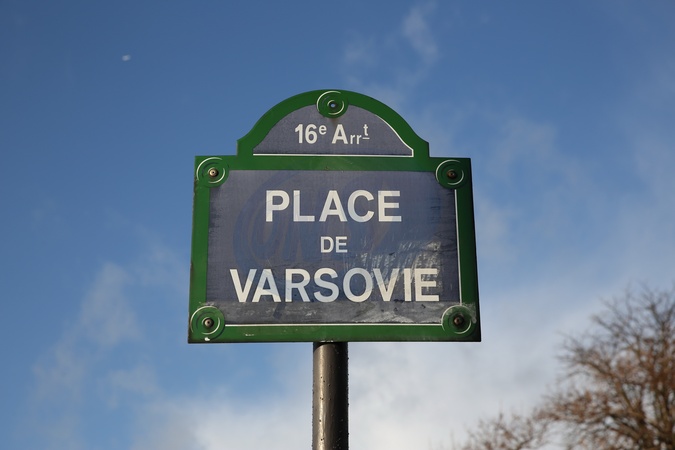 16e Arrt
PLACE
DE
VARSOVIE